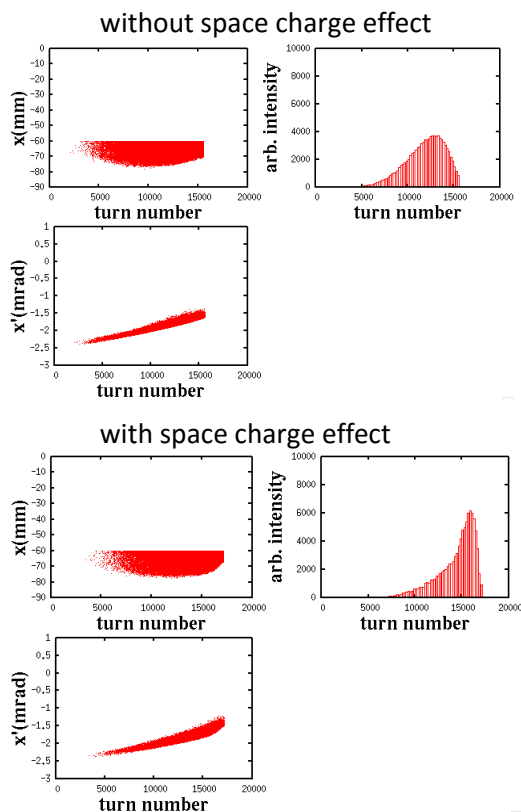 without space charge effect
0
-10
-20
-30
-40
-50
-60
-70
-80
-90
x(mm)
0 5000 10000 15000 20000
turn number
10000
8000
6000
4000
2000
0
arb. intensity
0 5000 10000 15000 20000
turn number
1
0.5
0
-0.5
-1
-1.5
-2
-2.5
-3
x'(mrad)
0 5000 10000 15000 20000
turn number
with space charge effect
0
-10
-20
-30
-40
-50
-60
-70
-80
-90
x(mm)
0 5000 10000 15000 20000
turn number
10000
8000
6000
4000
2000
0
arb. intensity
0 5000 10000 15000 20000
turn number
1
0.5
0
-0.5
-1
-1.5
-2
-2.5
-3
x'(mrad)
0 5000 10000 15000 20000
turn number